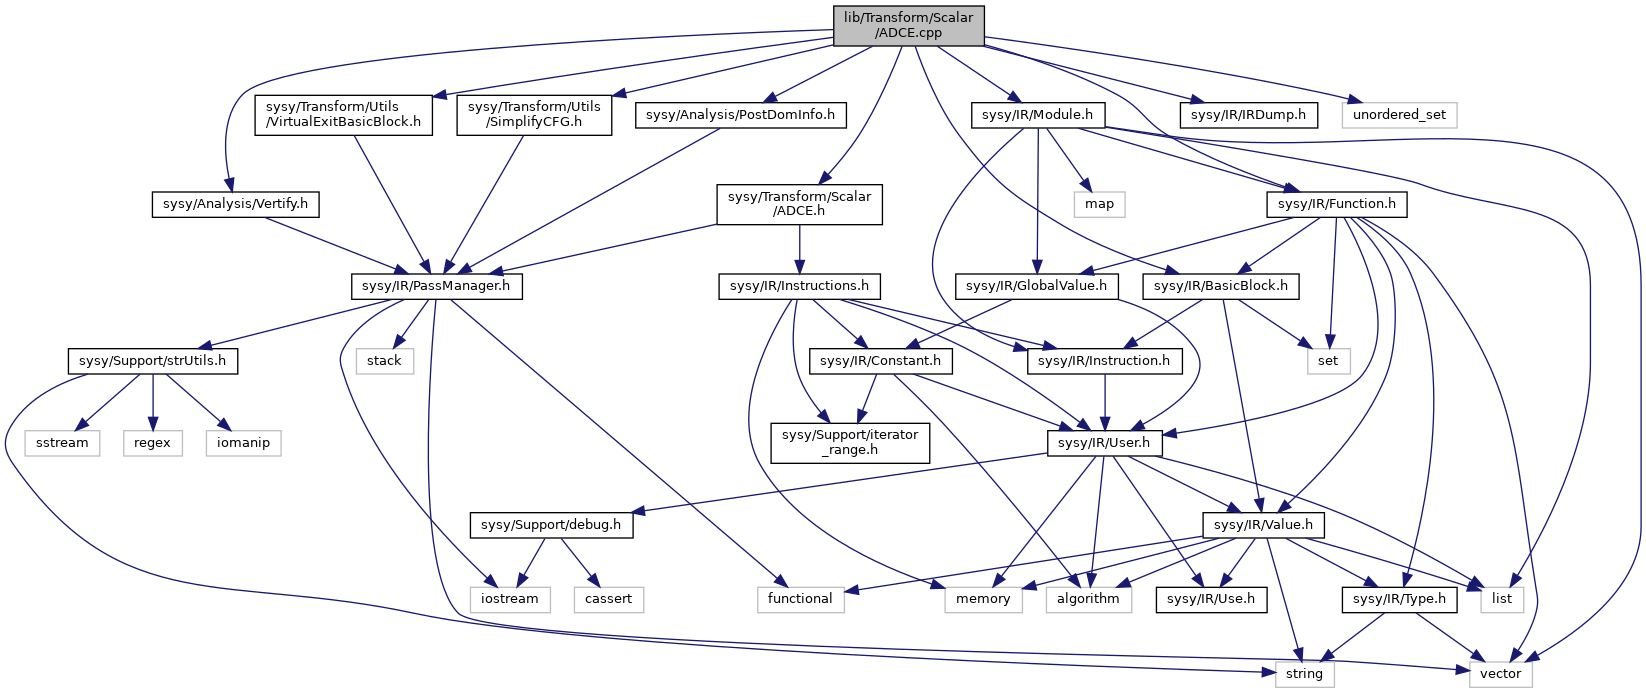 lib/Transform/Scalar
/ADCE.cpp
sysy/Transform/Utils
/VirtualExitBasicBlock.h
sysy/Transform/Utils
/SimplifyCFG.h
sysy/Analysis/PostDomInfo.h
sysy/IR/Module.h
sysy/IR/IRDump.h
unordered_set
sysy/Analysis/Vertify.h
sysy/Transform/Scalar
/ADCE.h
map
sysy/IR/Function.h
sysy/IR/PassManager.h
sysy/IR/Instructions.h
sysy/IR/GlobalValue.h
sysy/IR/BasicBlock.h
sysy/Support/strUtils.h
stack
sysy/IR/Constant.h
sysy/IR/Instruction.h
set
sstream
regex
iomanip
sysy/Support/iterator
_range.h
sysy/IR/User.h
sysy/Support/debug.h
sysy/IR/Value.h
iostream
cassert
functional
memory
algorithm
sysy/IR/Use.h
sysy/IR/Type.h
list
string
vector